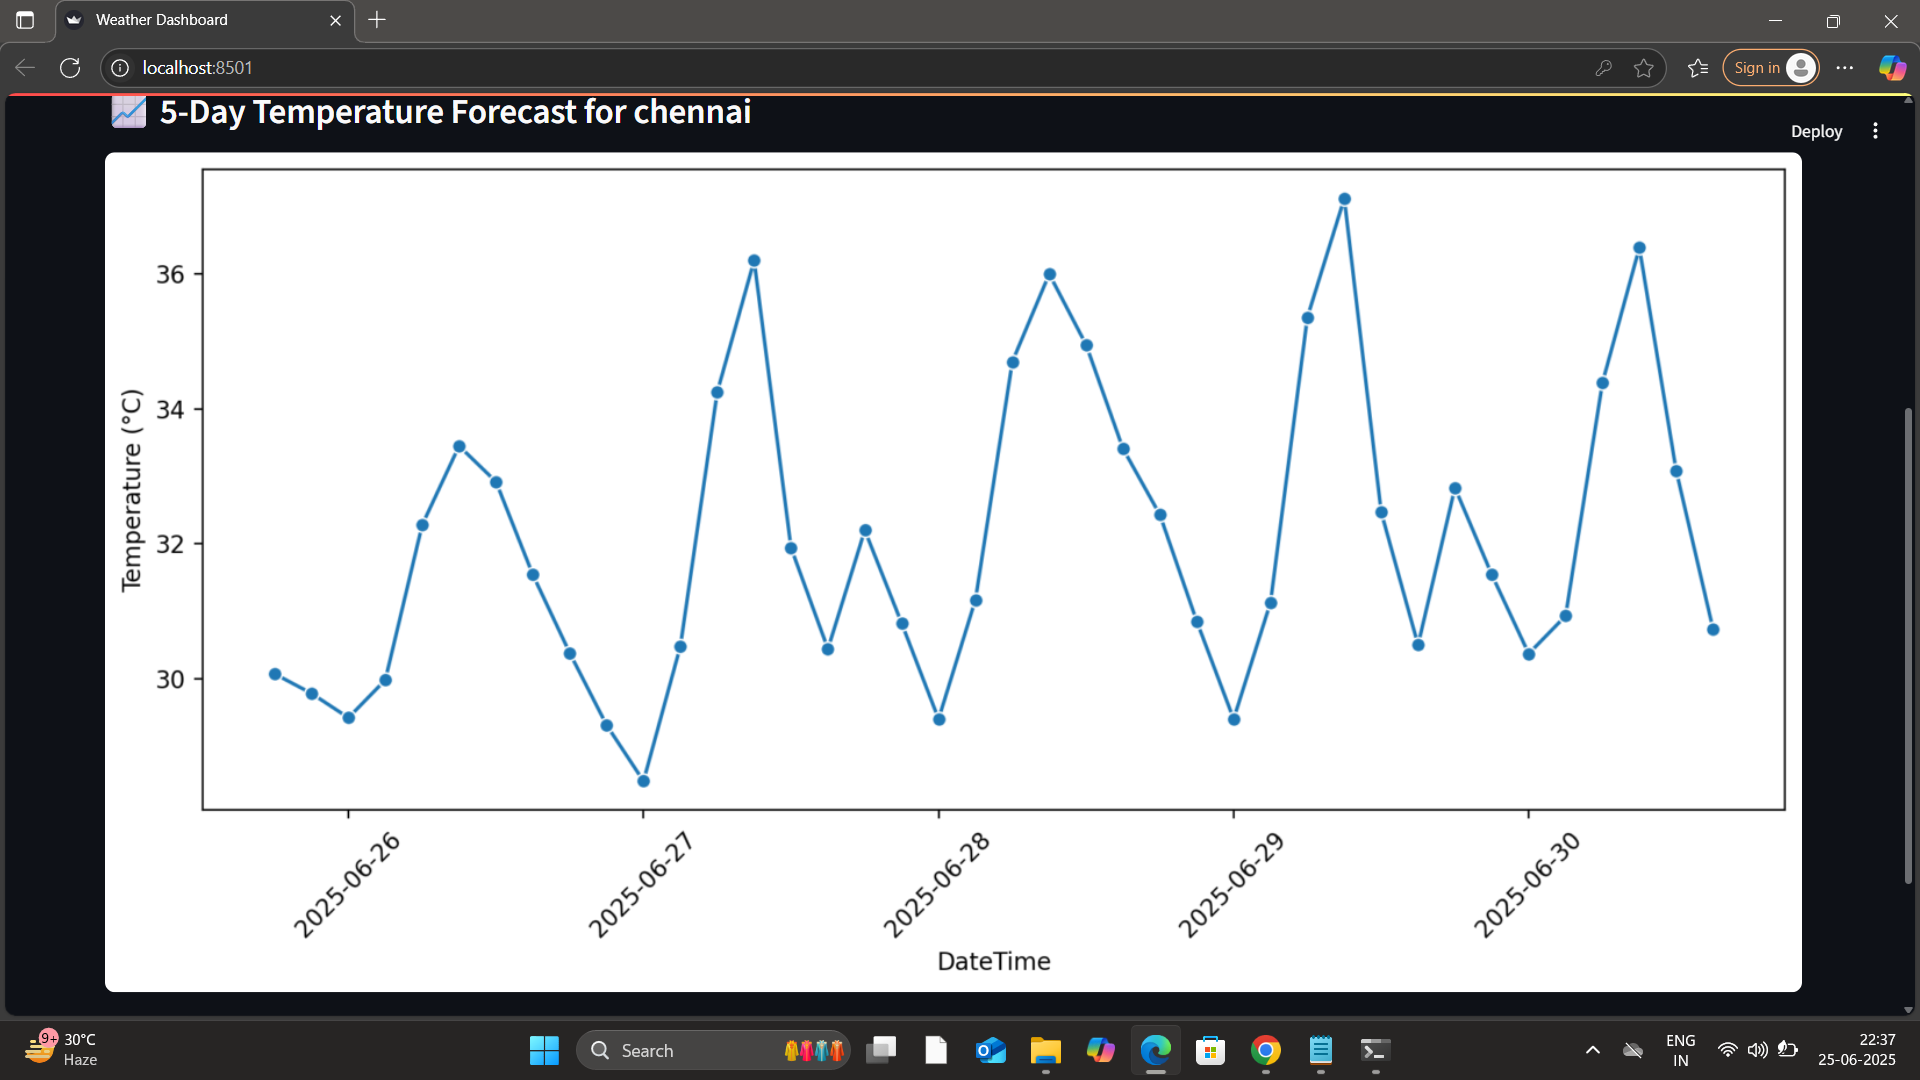 Weather Dashboard
localhost:8501
Sign in
5-Day Temperature Forecast for chennai
Deploy
Temperature (°C)
36
34
32
30
2025-06-26
2025-06-27
2025-06-28
2025-06-29
2025-06-30
DateTime
9+
30°C
Haze
Search
ENG
IN
22:37
25-06-2025